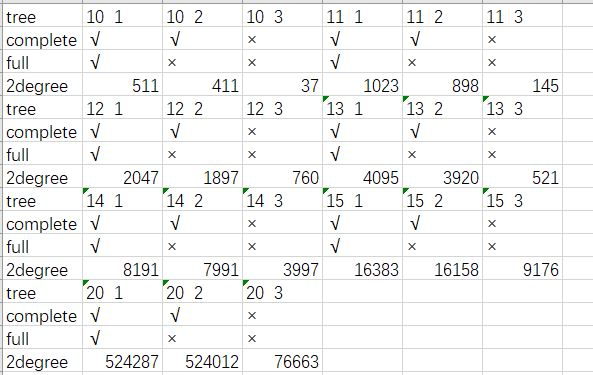 tree 10 1 10 2 10 3 11 1 11 2 11 3
complete √ √ × √ √ ×
full √ × × √ × ×
2degree 511 411 37 1023 898 145
tree 12 1 12 2 12 3 13 1 13 2 13 3
complete √ √ × √ √ ×
full √ × × √ × ×
2degree 2047 1897 760 4095 3920 521
tree 14 1 14 2 14 3 15 1 15 2 15 3
complete √ √ × √ √ ×
full √ × × √ × ×
2degree 8191 7991 3997 16383 16158 9176
tree 20 1 20 2 20 3
complete √ √ ×
full √ × ×
2degree 524287 524012 76663